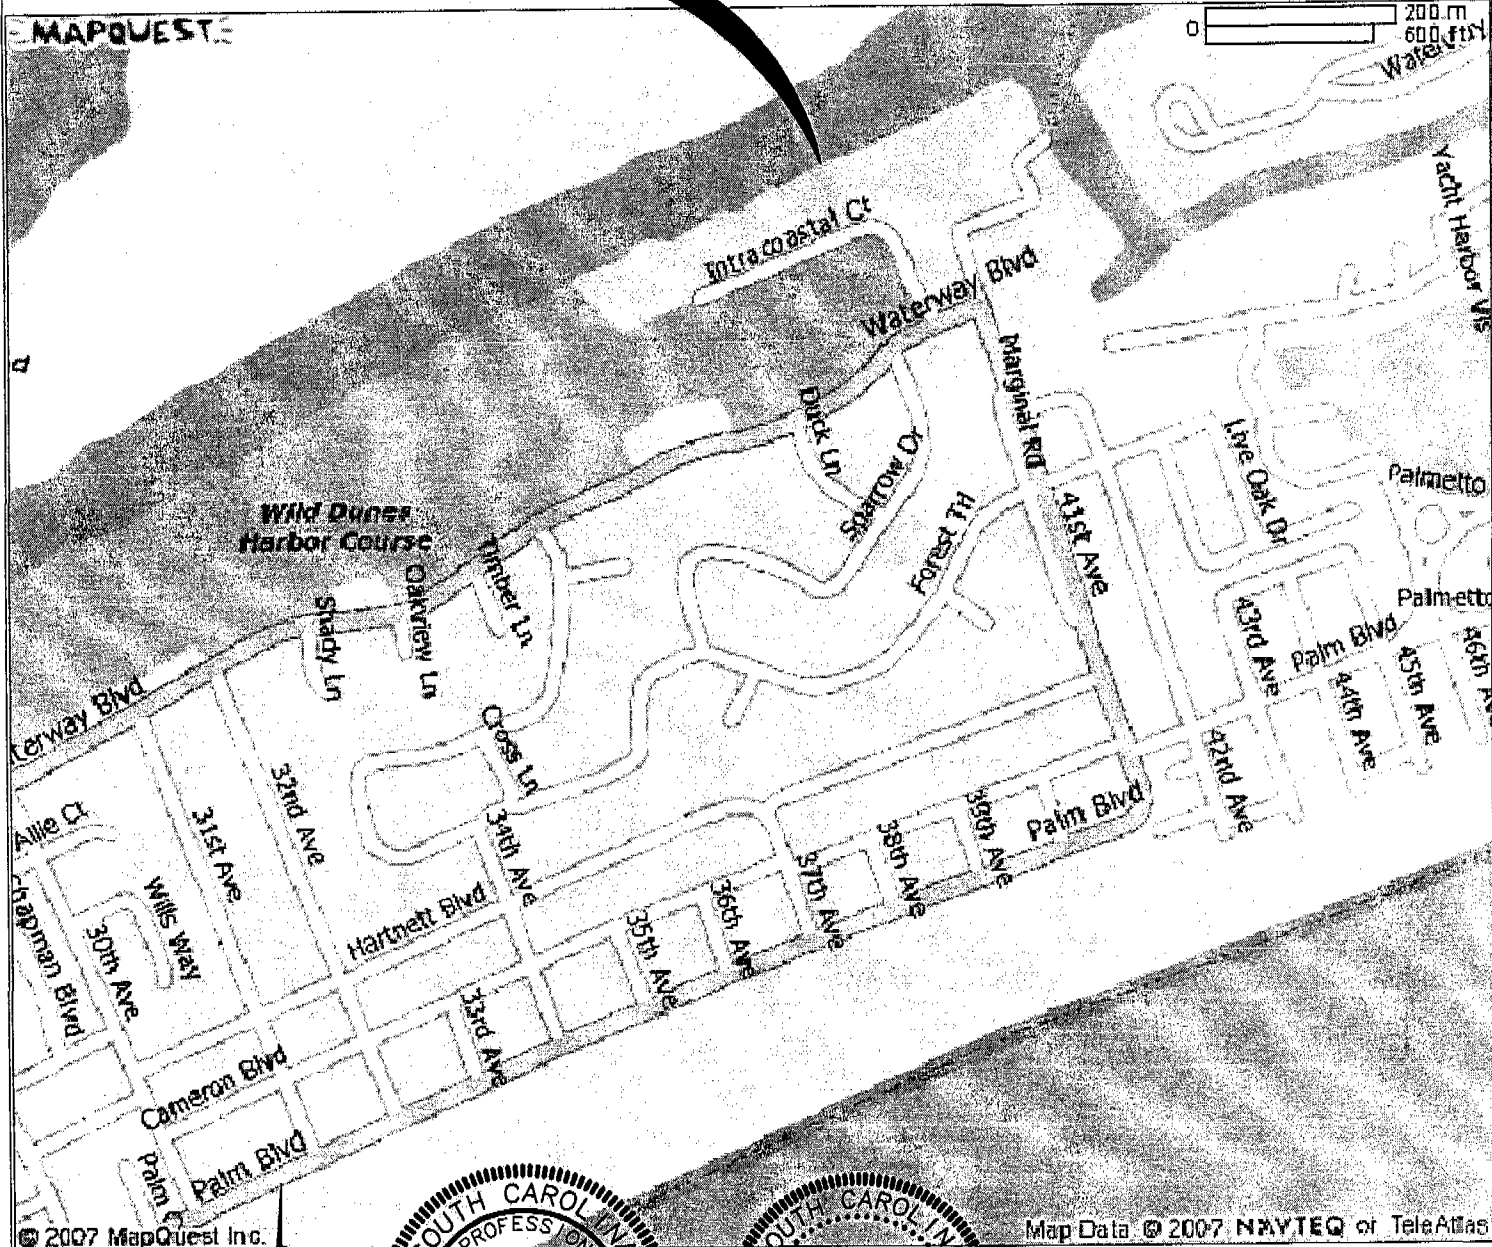 MAPQUEST
0
200 m
600 ft
Yacht Harbor Vis
Intracoastal Ct
Waterway Blvd
d
Marginal Rd
Duck Ln
Sparrow Dr
Live Oak Dr
Palmetto
Wild Dunes
Harbor Course
Forest Trl
41st Ave
Timber Ln
Oakview Ln
Shady Ln
Palmetto
43rd Ave
Palm Blvd
46th Av
45th Ave
44th Ave
terway Blvd
Cross Ln
42nd Ave
32nd Ave
31st Ave
Allie Ct
39th Ave
Palm Blvd
34th Ave
38th Ave
37th Ave
36th Ave
35th Ave
Hartnett Blvd
Wills Way
30th Ave
Chapman Blvd
33rd Ave
Cameron Blvd
Palm Blvd
Palm
SOUTH CAROLINA
PROFESSION
SOUTH CAROLIN
© 2007 MapQuest Inc.
Map Data © 2007 NAVTEQ or TeleAtlas